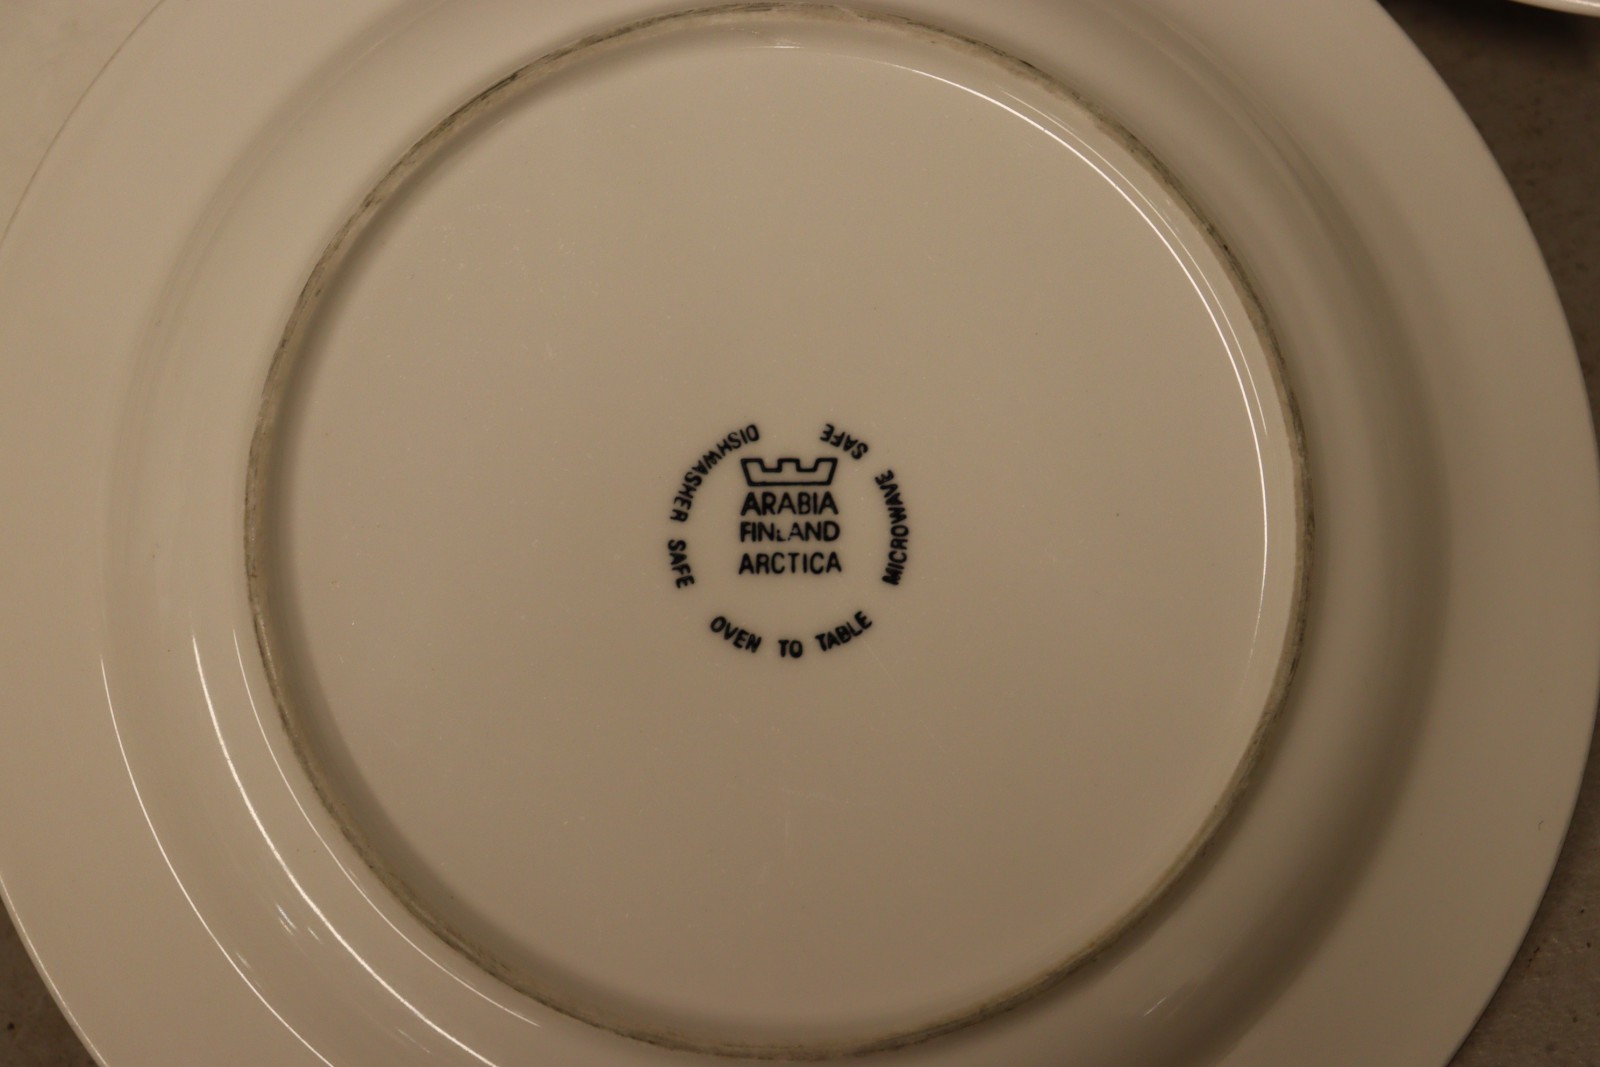 ARABIA
FINLAND
ARCTICA
DISHWASHER SAFE
OVEN TO TABLE
MICROWAVE SAFE